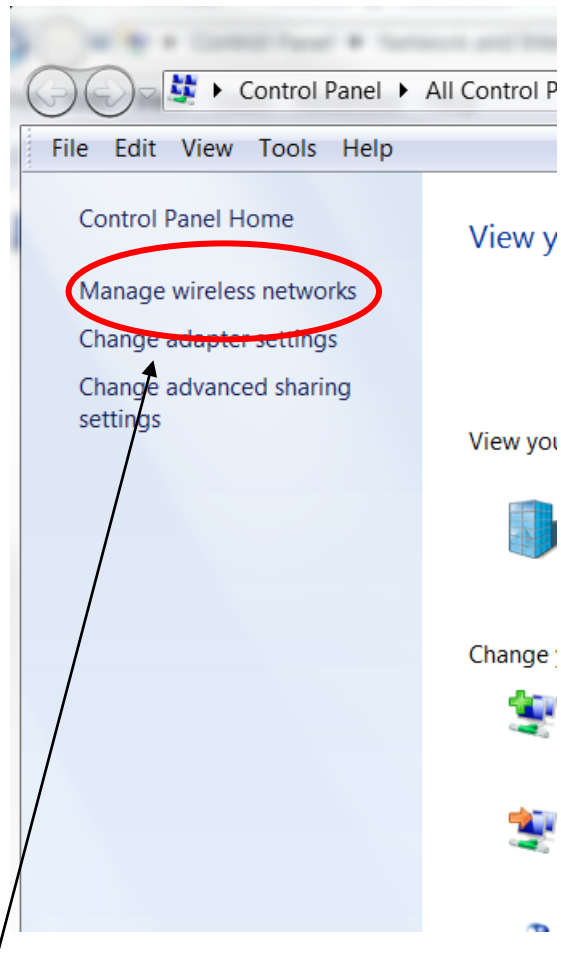 Control Panel ▸ All Control P
File Edit View Tools Help
Control Panel Home
View y
Manage wireless networks
Change adapter settings
Change advanced sharing
settings
View you
Change